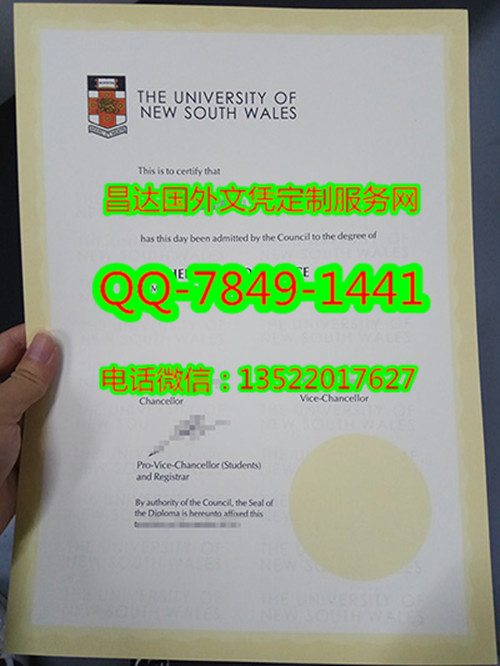 THE UNIVERSITY OF
NEW SOUTH WALES
This is to certify that
昌达国外文凭定制服务网
has this day been admitted by the Council to the degree of
QQ-7849-1441
电话微信：13522017627
Chancellor
Vice-Chancellor
Pro-Vice-Chancellor (Students)
and Registrar
By authority of the Council, the Seal of
the Diploma is hereunto affixed this